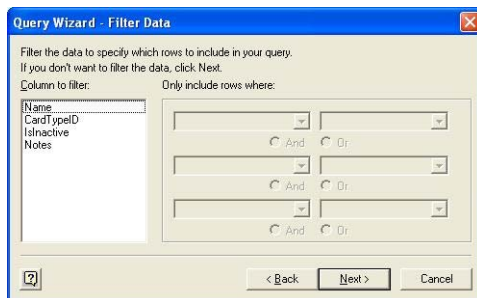 Query Wizard - Filter Data
Filter the data to specify which rows to include in your query.
If you don't want to filter the data, click Next.
Column to filter:
Only include rows where:
Name
CardTypeID
IsInactive
Notes
And Or
And Or
And Or
?
< Back
Next >
Cancel